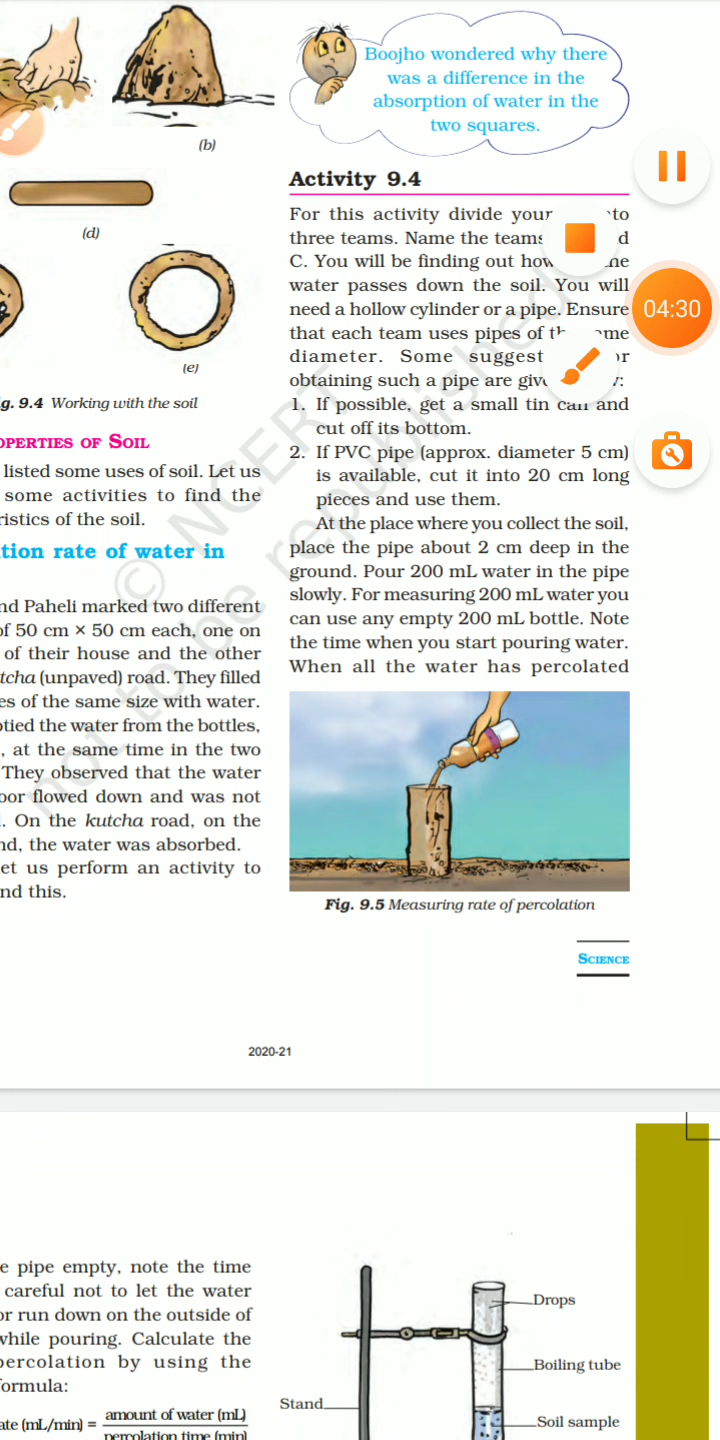 (b)
(d)
(e)
g. 9.4 Working with the soil
OPERTIES OF SOIL
listed some uses of soil. Let us
some activities to find the
ristics of the soil.
tion rate of water in
nd Paheli marked two different
of 50 cm × 50 cm each, one on
of their house and the other
tcha (unpaved) road. They filled
es of the same size with water.
tied the water from the bottles,
, at the same time in the two
They observed that the water
oor flowed down and was not
. On the kutcha road, on the
nd, the water was absorbed.
et us perform an activity to
nd this.
Boojho wondered why there
was a difference in the
absorption of water in the
two squares.
Activity 9.4
For this activity divide your to
three teams. Name the teams d
C. You will be finding out how ne
water passes down the soil. You will
need a hollow cylinder or a pipe. Ensure
that each team uses pipes of th me
diameter. Some suggest r
obtaining such a pipe are give :
1. If possible, get a small tin can and
cut off its bottom.
2. If PVC pipe (approx. diameter 5 cm)
is available, cut it into 20 cm long
pieces and use them.
At the place where you collect the soil,
place the pipe about 2 cm deep in the
ground. Pour 200 mL water in the pipe
slowly. For measuring 200 mL water you
can use any empty 200 mL bottle. Note
the time when you start pouring water.
When all the water has percolated
Fig. 9.5 Measuring rate of percolation
SCIENCE
2020-21
© NCERT
not to be republished
04:30
e pipe empty, note the time
careful not to let the water
or run down on the outside of
while pouring. Calculate the
percolation by using the
formula:
ate (mL/min) = amount of water (mL)
percolation time (min)
Drops
Boiling tube
Stand
Soil sample